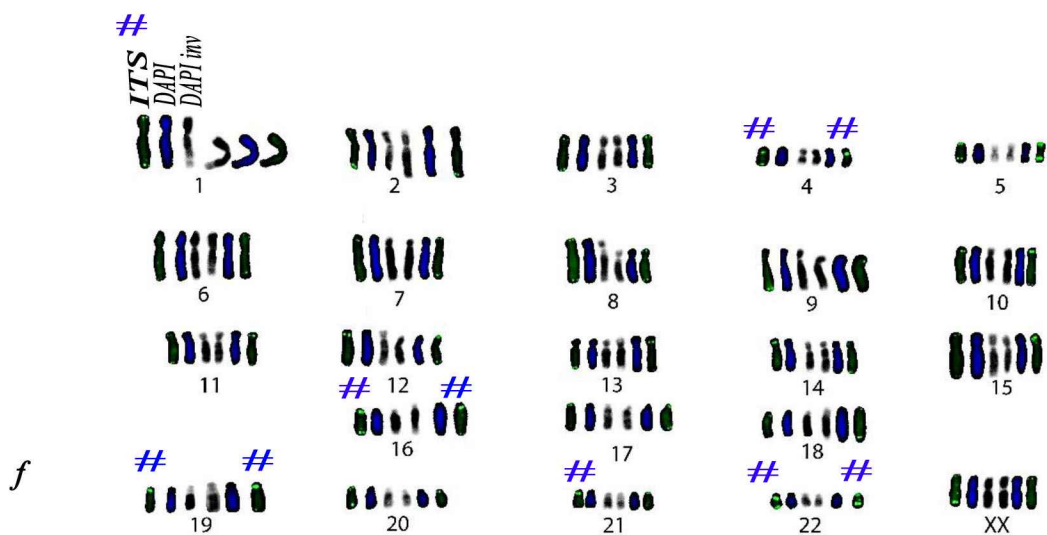 #
ITS DAPI DAPI inv
# #
1 2 3 4 5
6 7 8 9 10
11 12 13 14 15
# # # #
16 17 18
f
# # # # #
19 20 21 22 XX